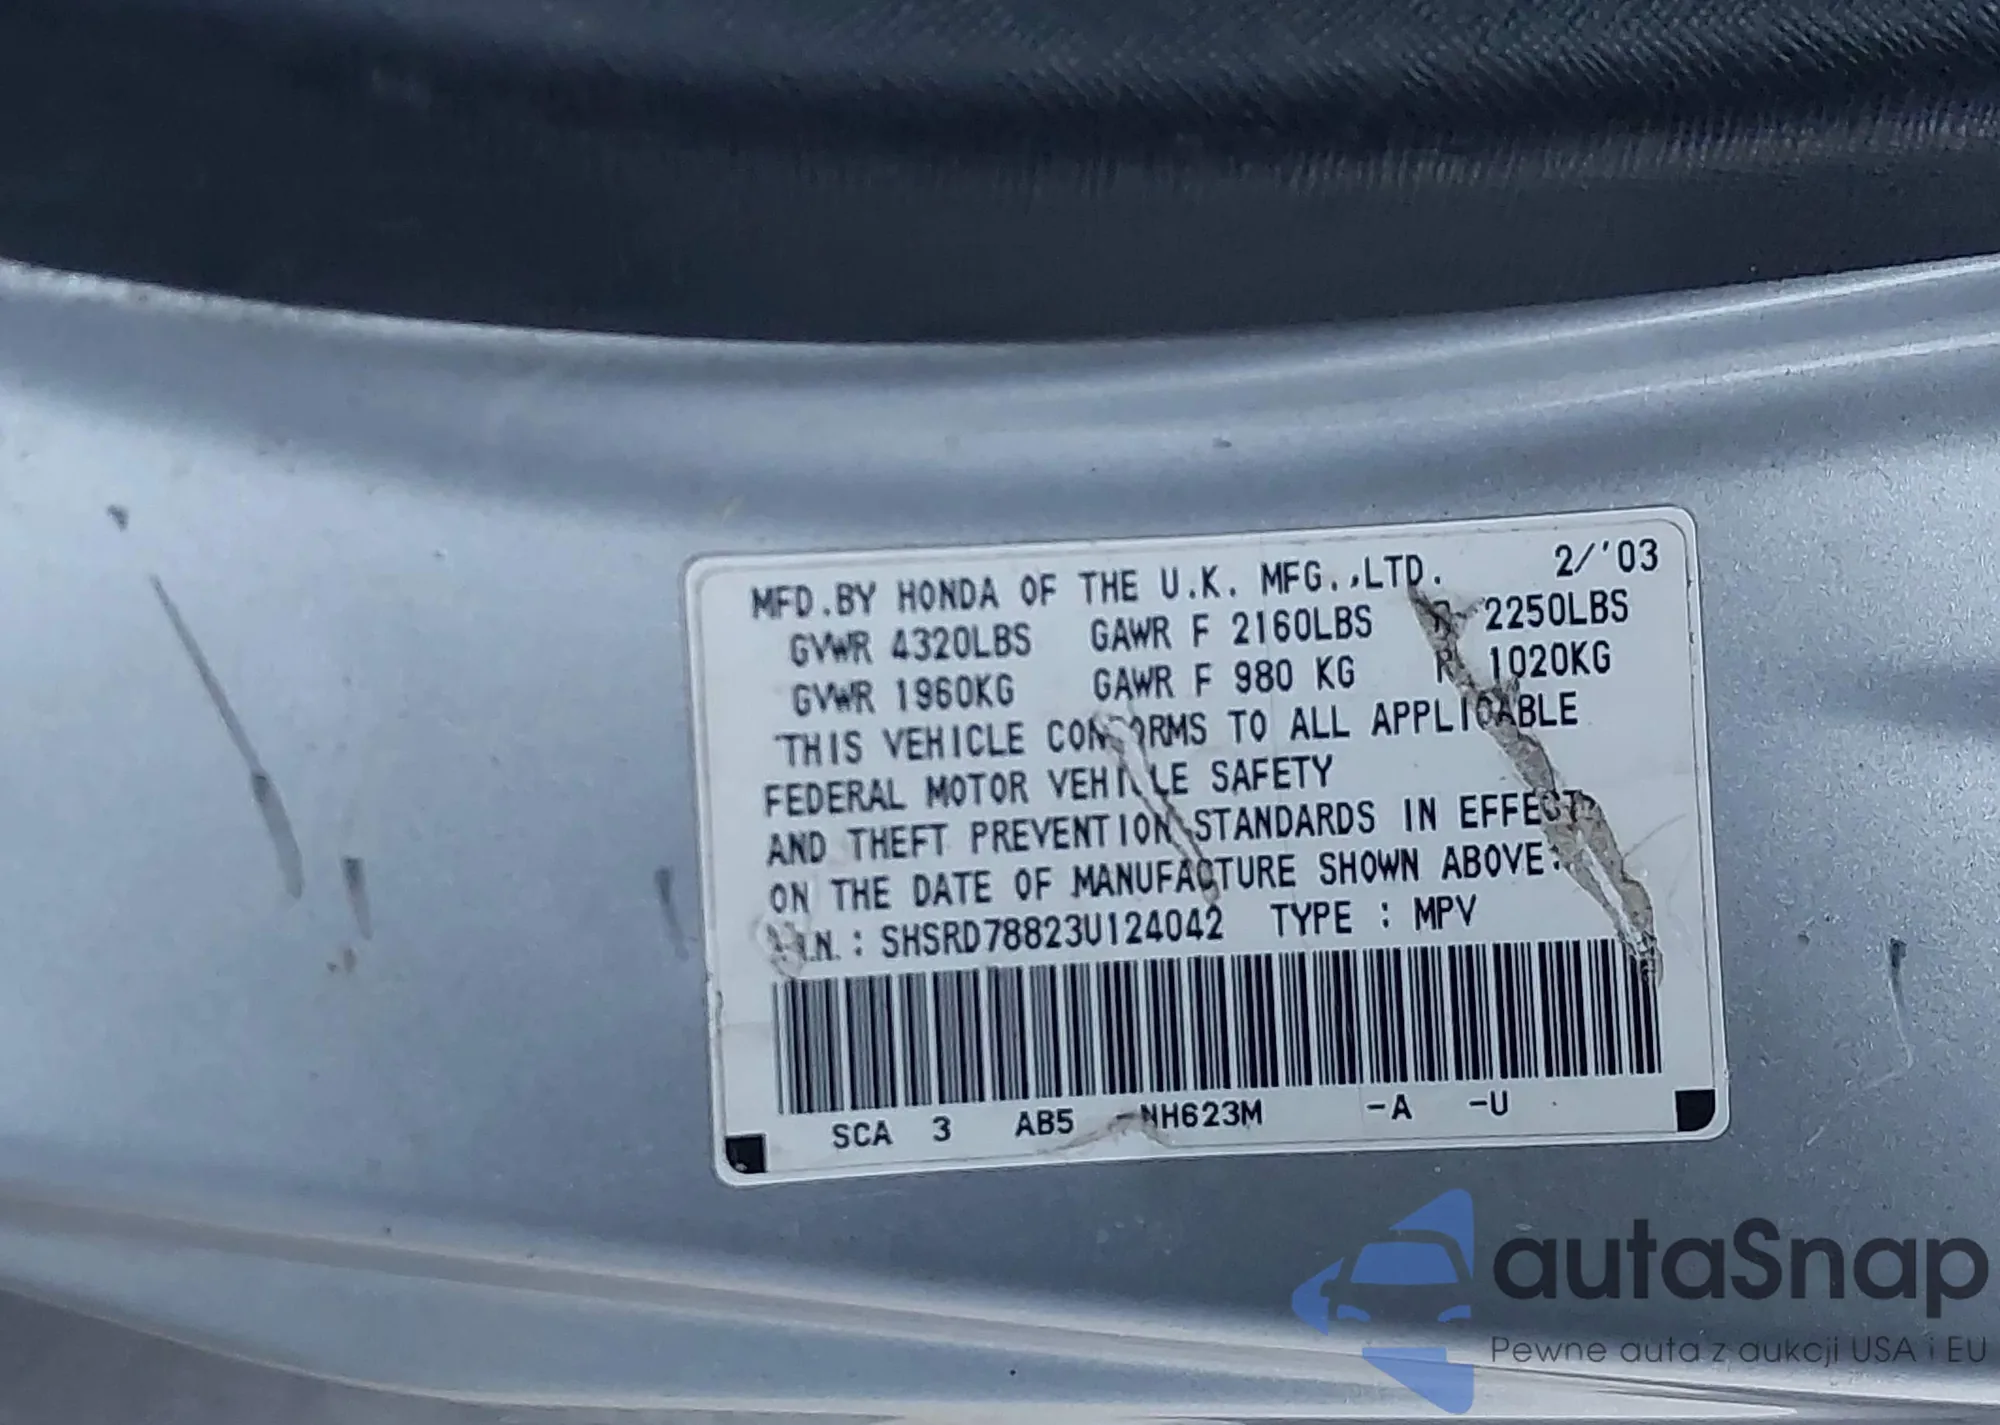 MFD.BY HONDA OF THE U.K. MFG.,LTD. 2/'03
GVWR 4320LBS GAWR F 2160LBS R 2250LBS
GVWR 1960KG GAWR F 980 KG R 1020KG
THIS VEHICLE CONFORMS TO ALL APPLICABLE
FEDERAL MOTOR VEHICLE SAFETY
AND THEFT PREVENTION STANDARDS IN EFFECT
ON THE DATE OF MANUFACTURE SHOWN ABOVE.
V.I.N. : SHSRD78823U124042 TYPE : MPV
SCA 3 AB5 NH623M -A -U
autaSnap
Pewne auta z aukcji USA i EU